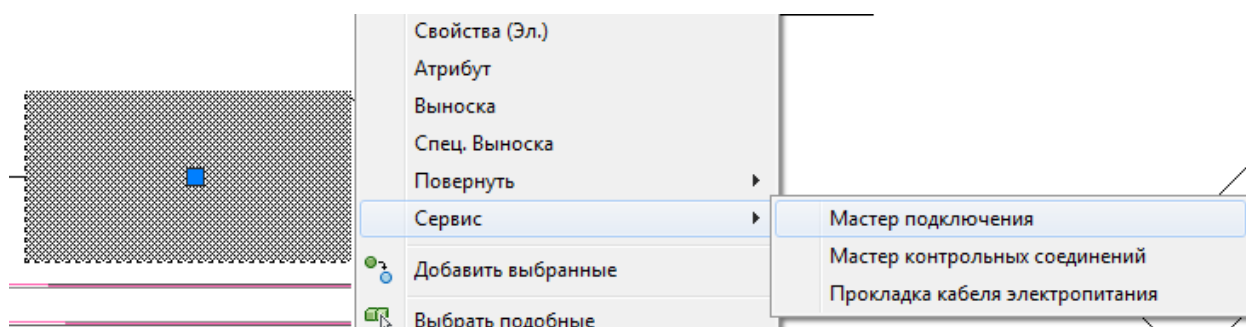 Свойства (Эл.)
Атрибут
Выноска
Спец. Выноска
Повернуть
Сервис
Добавить выбранные
Выбрать подобные
Мастер подключения
Мастер контрольных соединений
Прокладка кабеля электропитания